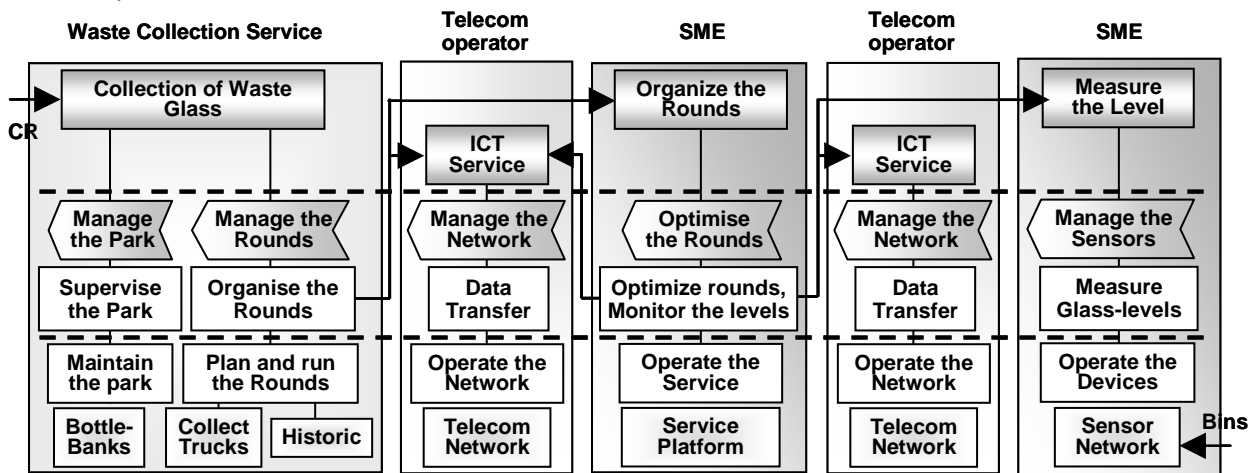 Waste Collection Service
Telecom
operator
SME
Telecom
operator
SME
CR
Collection of Waste
Glass
ICT
Service
Organize the
Rounds
ICT
Service
Measure
the Level
Manage
the Park
Manage the
Rounds
Manage the
Network
Optimise
the Rounds
Manage the
Network
Manage the
Sensors
Supervise
the Park
Organise the
Rounds
Data
Transfer
Optimize rounds,
Monitor the levels
Data
Transfer
Measure
Glass-levels
Maintain
the park
Plan and run
the Rounds
Operate the
Network
Operate the
Service
Operate the
Network
Operate the
Devices
Bottle-
Banks
Collect
Trucks
Historic
Telecom
Network
Service
Platform
Telecom
Network
Sensor
Network
Bins